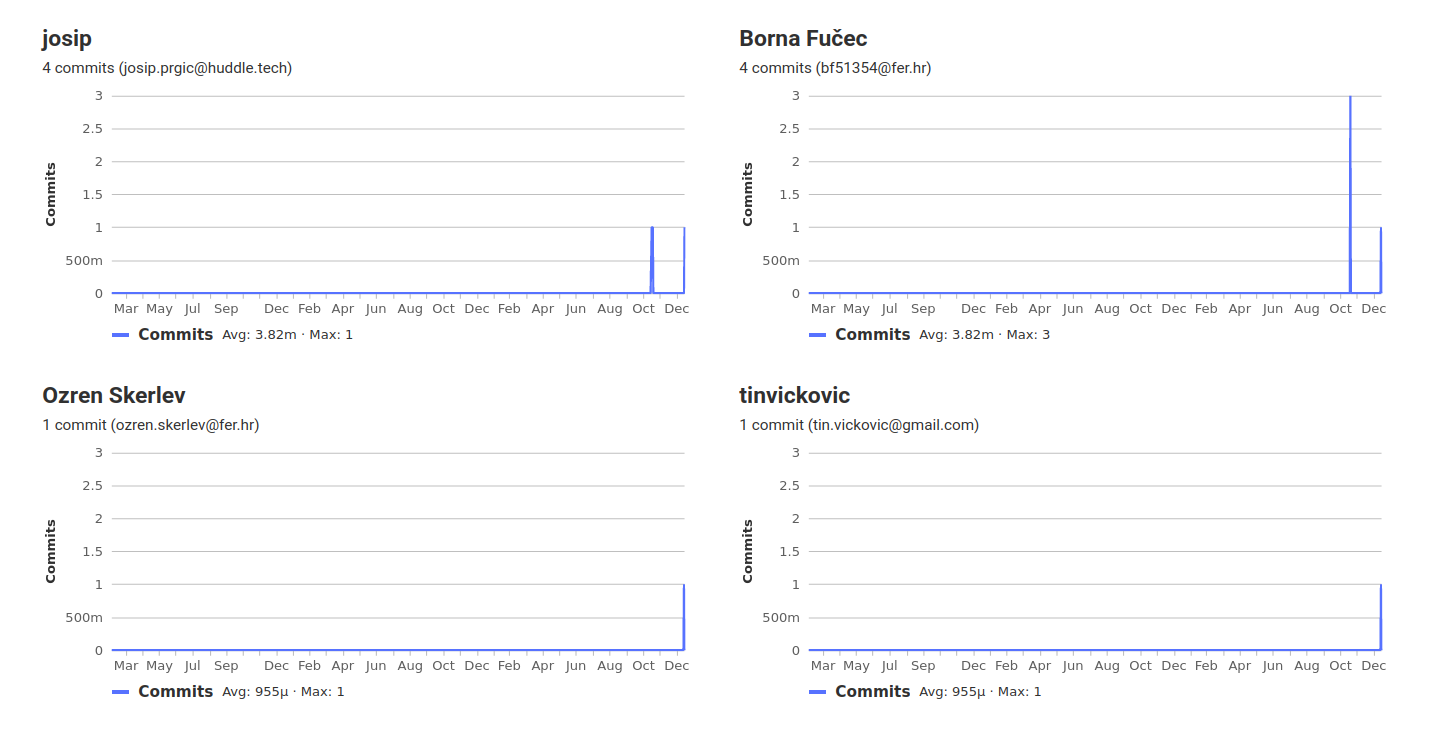 josip
4 commits (josip.prgic@huddle.tech)
3
2.5
2
1.5
1
500m
0
Commits
Mar May Jul Sep Dec Feb Apr Jun Aug Oct Dec Feb Apr Jun Aug Oct Dec
Commits Avg: 3.82m · Max: 1
Borna Fučec
4 commits (bf51354@fer.hr)
3
2.5
2
1.5
1
500m
0
Commits
Mar May Jul Sep Dec Feb Apr Jun Aug Oct Dec Feb Apr Jun Aug Oct Dec
Commits Avg: 3.82m · Max: 3
Ozren Skerlev
1 commit (ozren.skerlev@fer.hr)
3
2.5
2
1.5
1
500m
0
Commits
Mar May Jul Sep Dec Feb Apr Jun Aug Oct Dec Feb Apr Jun Aug Oct Dec
Commits Avg: 955µ · Max: 1
tinvickovic
1 commit (tin.vickovic@gmail.com)
3
2.5
2
1.5
1
500m
0
Commits
Mar May Jul Sep Dec Feb Apr Jun Aug Oct Dec Feb Apr Jun Aug Oct Dec
Commits Avg: 955µ · Max: 1